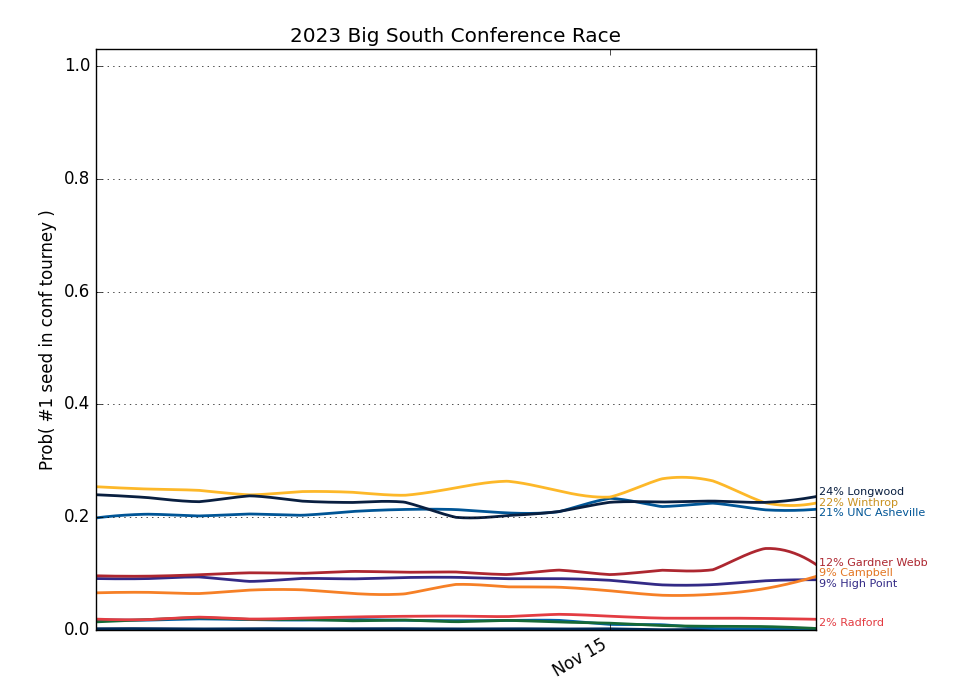 2023 Big South Conference Race
Prob( #1 seed in conf tourney )
1.0
0.8
0.6
0.4
0.2
0.0
24% Longwood
22% Winthrop
21% UNC Asheville
12% Gardner Webb
9% Campbell
9% High Point
2% Radford
Nov 15